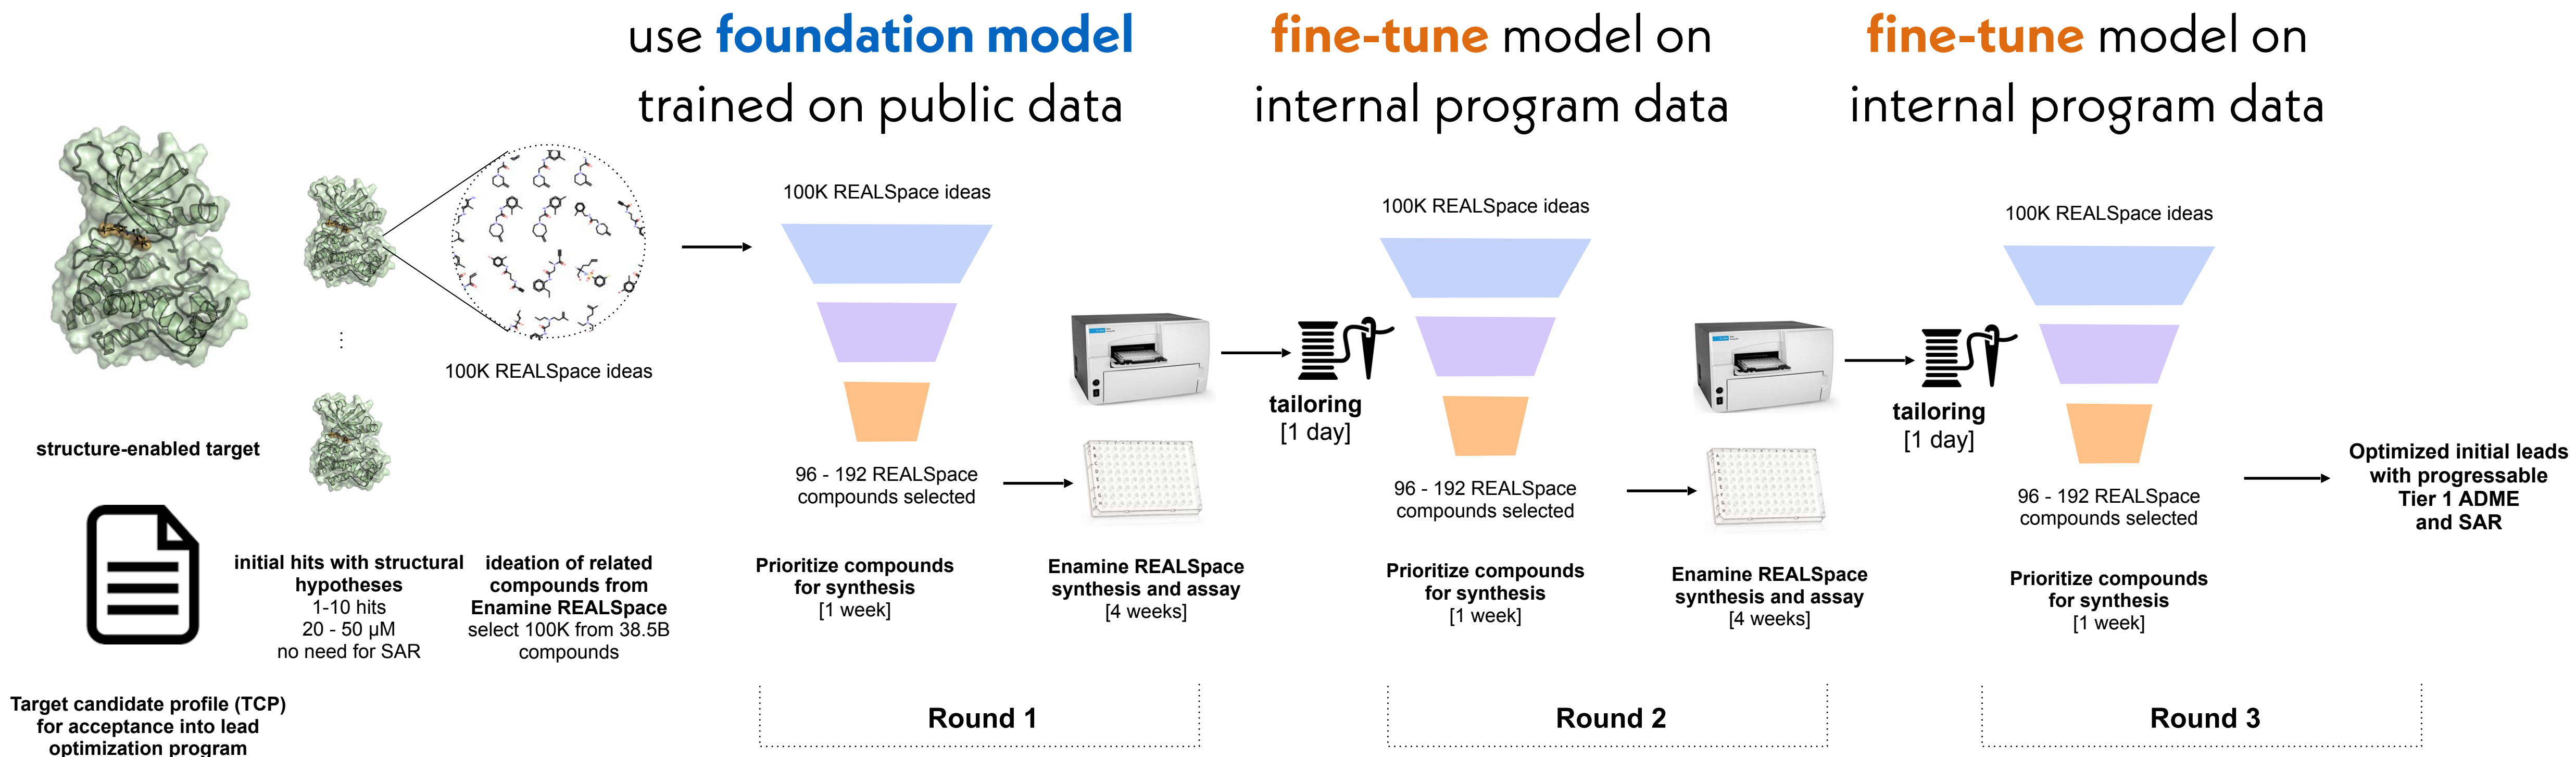 use foundation model
trained on public data
fine-tune model on
internal program data
fine-tune model on
internal program data
structure-enabled target
Target candidate profile (TCP)
for acceptance into lead
optimization program
initial hits with structural
hypotheses
1-10 hits
20 - 50 µM
no need for SAR
100K REALSpace ideas
ideation of related
compounds from
Enamine REALSpace
select 100K from 38.5B
compounds
100K REALSpace ideas
96 - 192 REALSpace
compounds selected
Prioritize compounds
for synthesis
[1 week]
Enamine REALSpace
synthesis and assay
[4 weeks]
Round 1
tailoring
[1 day]
100K REALSpace ideas
96 - 192 REALSpace
compounds selected
Prioritize compounds
for synthesis
[1 week]
Enamine REALSpace
synthesis and assay
[4 weeks]
Round 2
tailoring
[1 day]
100K REALSpace ideas
96 - 192 REALSpace
compounds selected
Prioritize compounds
for synthesis
[1 week]
Round 3
Optimized initial leads
with progressable
Tier 1 ADME
and SAR